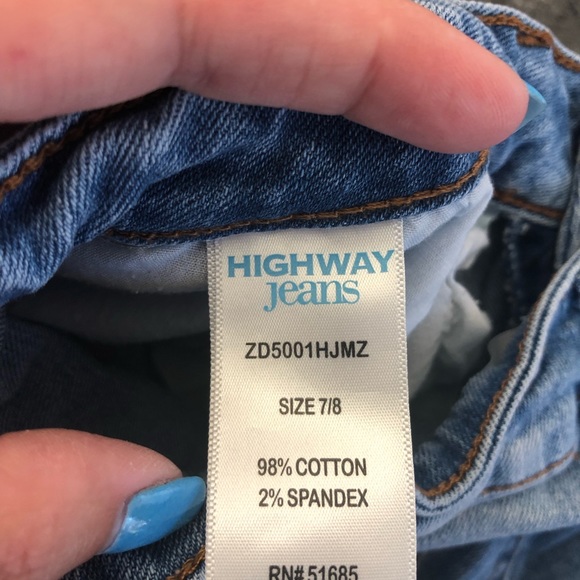 HIGHWAY
jeans
ZD5001HJMZ
SIZE 7/8
98% COTTON
2% SPANDEX
RN# 51685